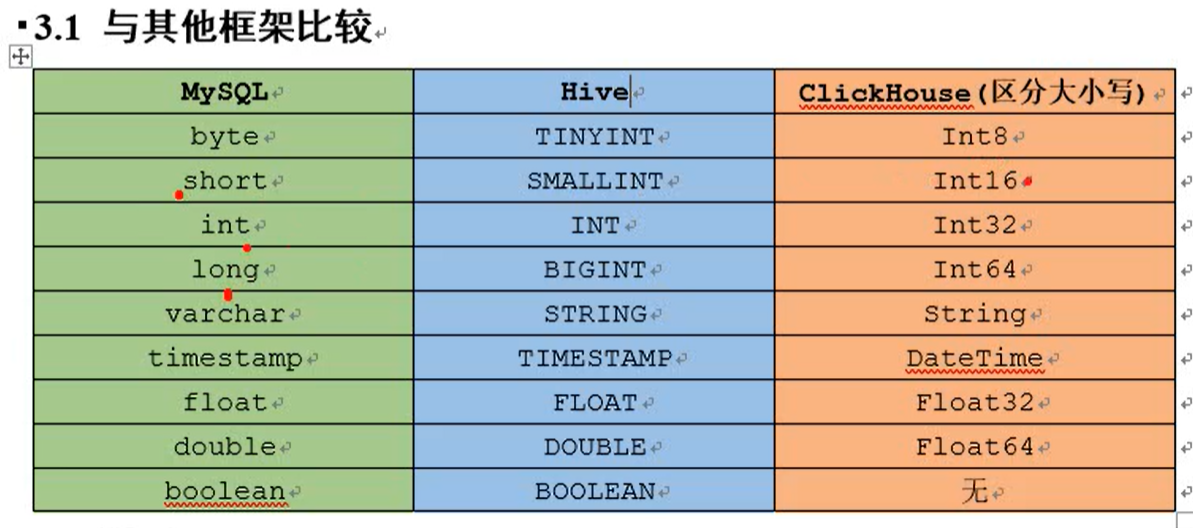 3.1 与其他框架比较
MySQL Hive ClickHouse(区分大小写)
byte TINYINT Int8
short SMALLINT Int16
int INT Int32
long BIGINT Int64
varchar STRING String
timestamp TIMESTAMP DateTime
float FLOAT Float32
double DOUBLE Float64
boolean BOOLEAN 无